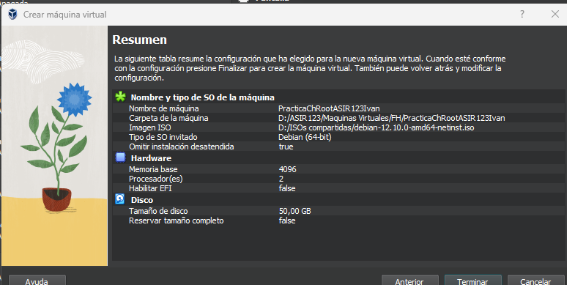 Crear máquina virtual
Resumen
La siguiente tabla resume la configuración que ha elegido para la nueva máquina virtual. Cuando esté conforme
con la configuración presione Finalizar para crear la máquina virtual. También puede volver atrás y modificar la
configuración.
Nombre y tipo de SO de la máquina
Nombre de máquina PracticaChRootASIR123Ivan
Carpeta de la máquina D:/ASIR123/Maquinas Virtuales/FH/PracticaChRootASIR123Ivan
Imagen ISO D:/ISOs compartidas/debian-12.10.0-amd64-netinst.iso
Tipo de SO invitado Debian (64-bit)
Omitir instalación desatendida true
Hardware
Memoria base 4096
Procesador(es) 2
Habilitar EFI false
Disco
Tamaño de disco 50,00 GB
Reservar tamaño completo false
Ayuda Anterior Terminar Cancelar